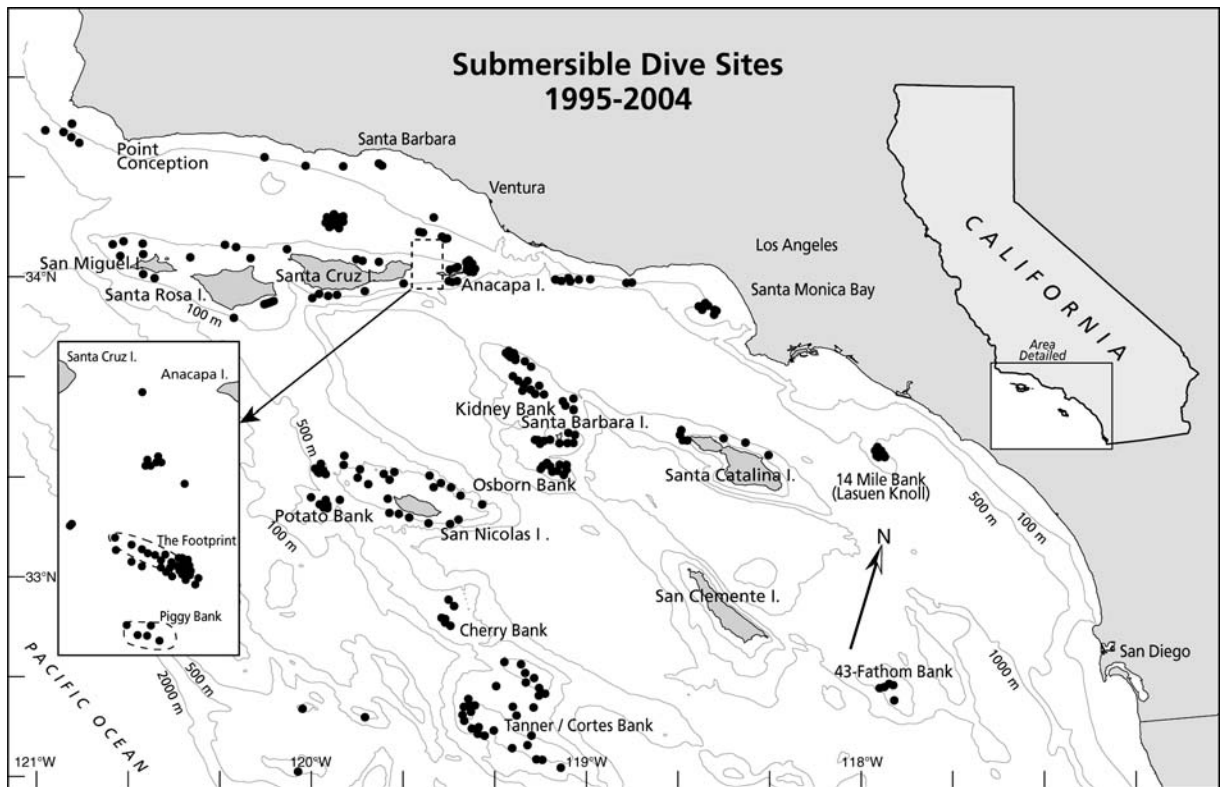 Submersible Dive Sites
1995-2004
Point
Conception
Santa Barbara
Ventura
Los Angeles
Santa Monica Bay
CALIFORNIA
Area
Detailed
San Miguel I.
Santa Rosa I.
Santa Cruz I.
Anacapa I.
34°N
100 m
Santa Cruz I.
Anacapa I.
The Footprint
Piggy Bank
500 m
100 m
Kidney Bank
Santa Barbara I.
Osborn Bank
Potato Bank
San Nicolas I .
Santa Catalina I.
14 Mile Bank
(Lasuen Knoll)
500 m
100 m
N
33°N
San Clemente I.
Cherry Bank
43-Fathom Bank
1000 m
San Diego
Tanner / Cortes Bank
500 m
2000 m
PACIFIC OCEAN
121°W
120°W
119°W
118°W